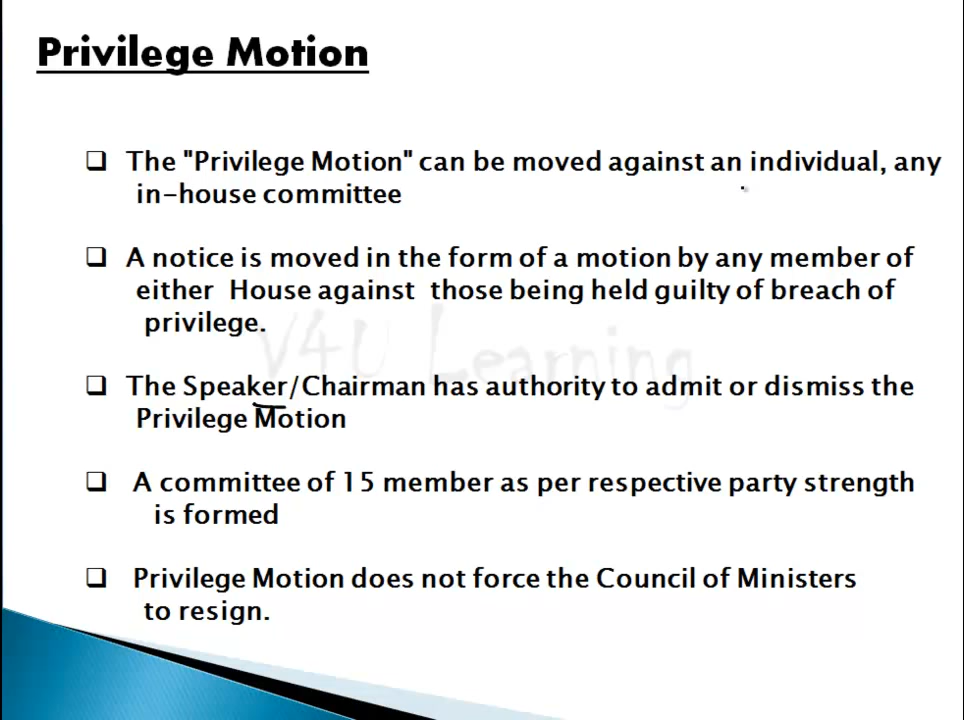 Privilege Motion
❑ The "Privilege Motion" can be moved against an individual, any
in-house committee
❑ A notice is moved in the form of a motion by any member of
either House against those being held guilty of breach of
privilege.
V4U Learning
❑ The Speaker/Chairman has authority to admit or dismiss the
Privilege Motion
❑ A committee of 15 member as per respective party strength
is formed
❑ Privilege Motion does not force the Council of Ministers
to resign.